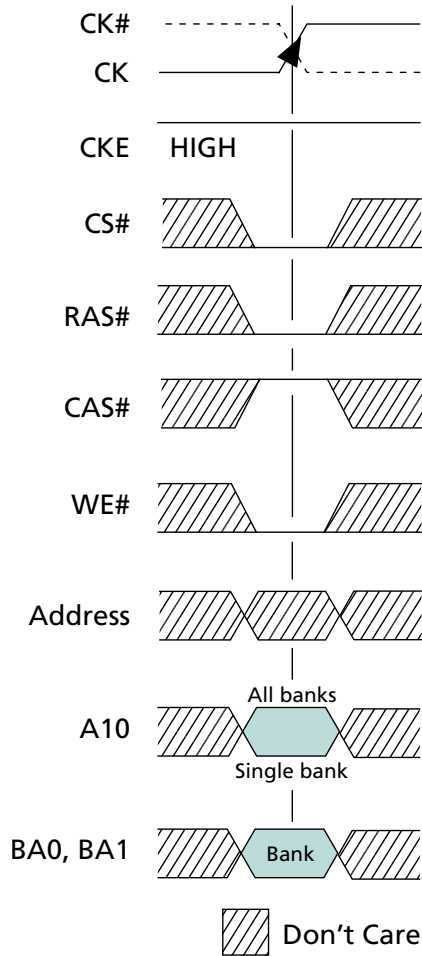 CK#
CK
CKE HIGH
CS#
RAS#
CAS#
WE#
Address
All banks
A10
Single bank
BA0, BA1 Bank
Don't Care